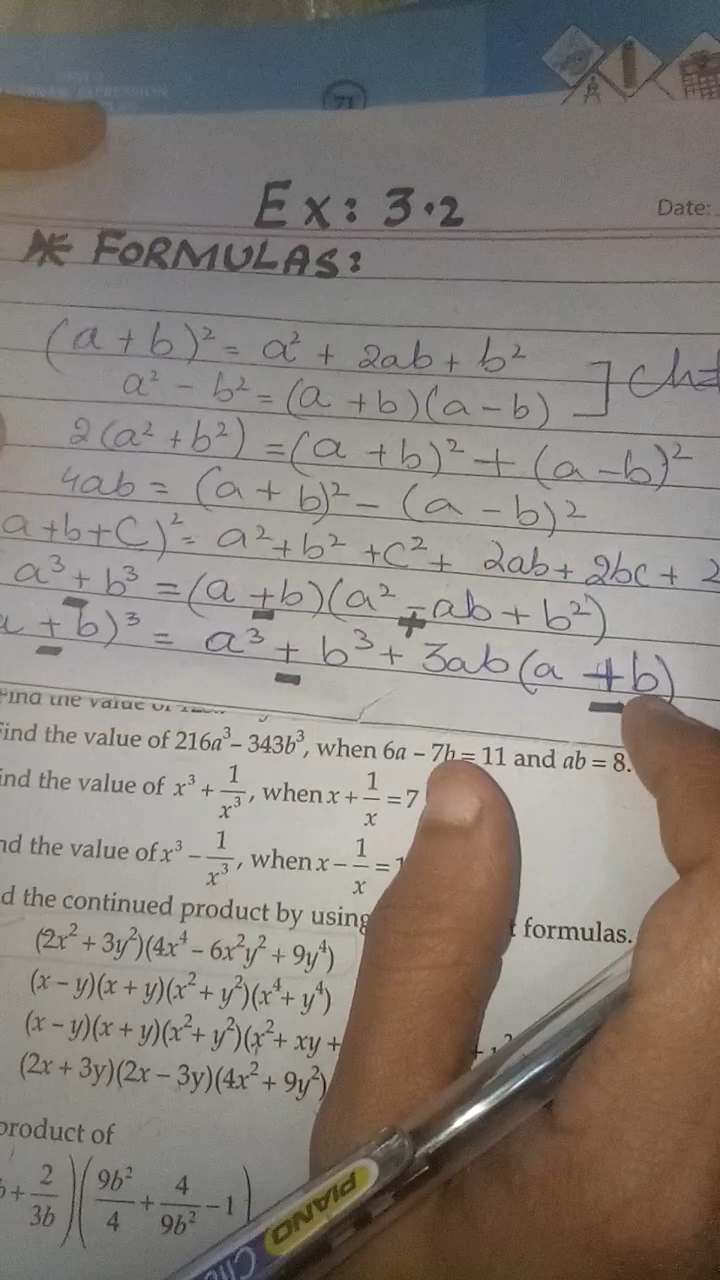 71
Ex: 3.2
Date:
* FORMULAS:
(a + b)² = a² + 2ab + b²
a² - b² = (a + b)(a - b) ] Ch
2(a² + b²) = (a + b)² + (a - b)²
4ab = (a + b)² - (a - b)²
a + b + c)² = a² + b² + c² + 2ab + 2bc + 2
a³ ± b³ = (a ± b)(a² ∓ ab + b²)
a ± b)³ = a³ ± b³ + 3ab(a ± b)
ind the value of 216a³ – 343b³, when 6a – 7b = 11 and ab = 8.
ind the value of x³ + 1/x³, when x + 1/x = 7
nd the value of x³ – 1/x³, when x – 1/x =
d the continued product by using formulas.
(2x² + 3y²)(4x⁴ – 6x²y² + 9y⁴)
(x – y)(x + y)(x² + y²)(x⁴ + y⁴)
(x – y)(x + y)(x² + y²)(x² + xy +
(2x + 3y)(2x – 3y)(4x² + 9y²)
product of
+ 2/3b)(9b²/4 + 4/9b² – 1)
PIANO